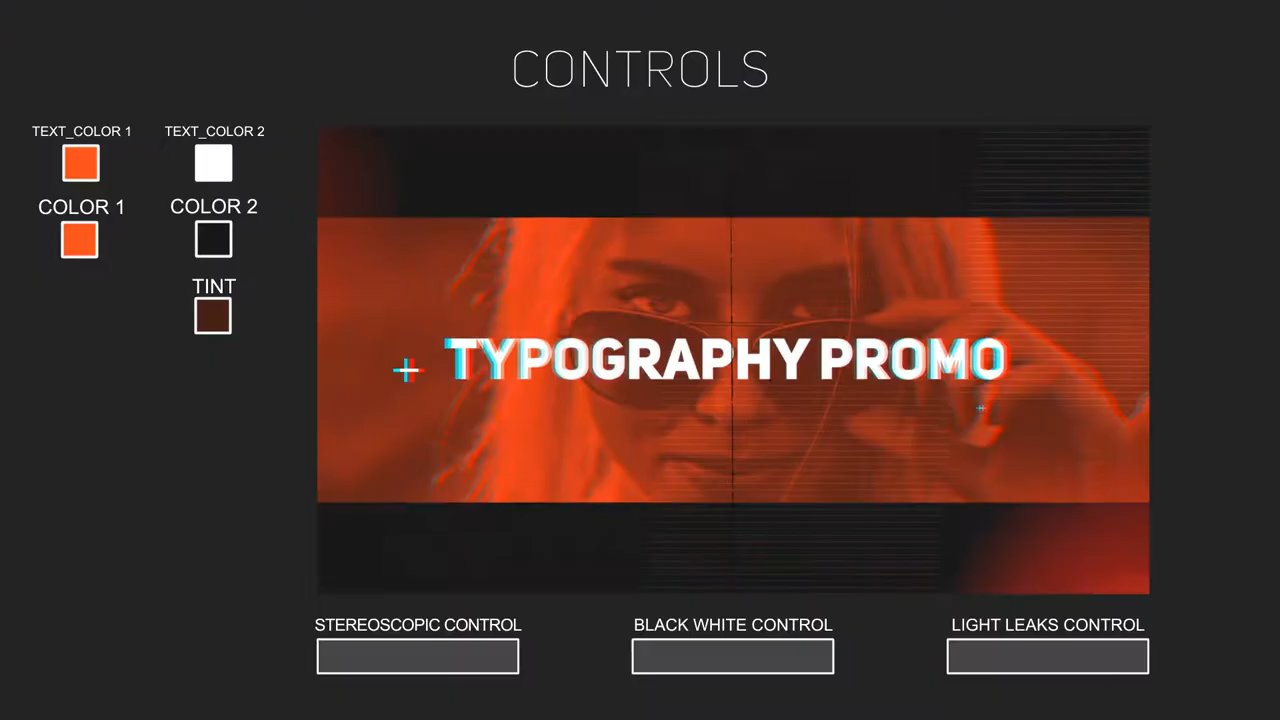 CONTROLS
TEXT_COLOR 1
TEXT_COLOR 2
COLOR 1
COLOR 2
TINT
TYPOGRAPHY PROMO
STEREOSCOPIC CONTROL
BLACK WHITE CONTROL
LIGHT LEAKS CONTROL